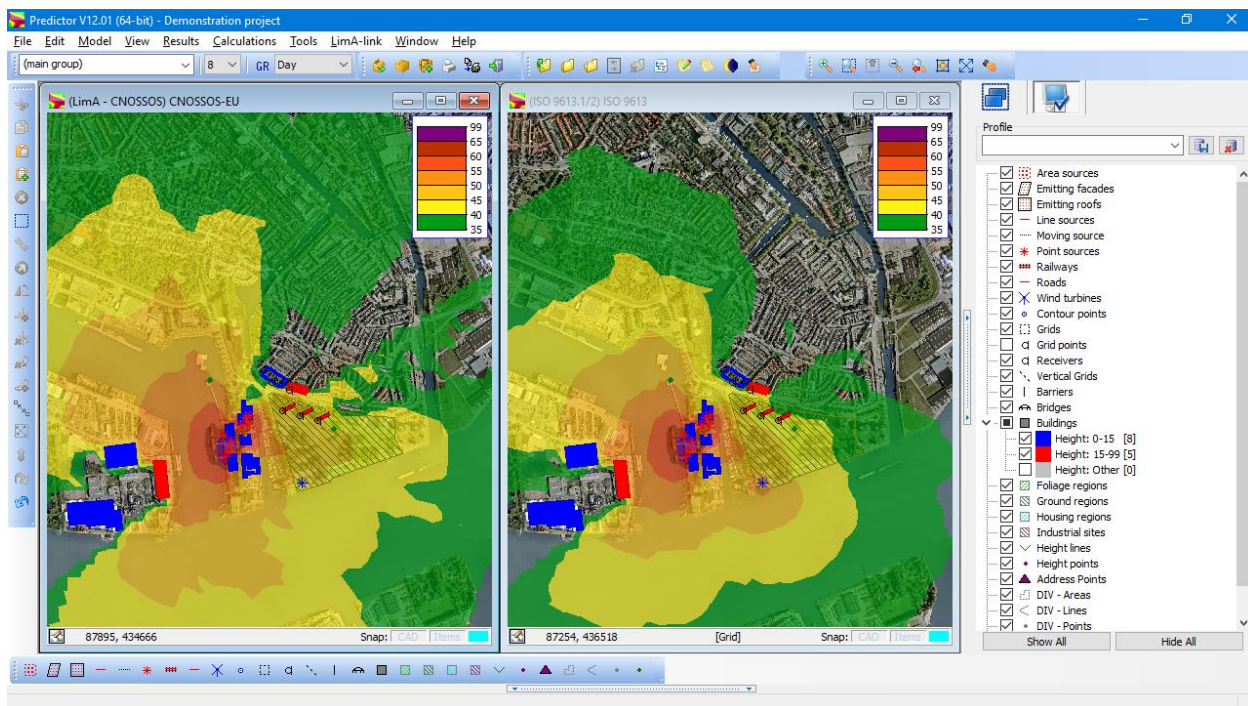 Predictor V12.01 (64-bit) - Demonstration project
File Edit Model View Results Calculations Tools LimA-link Window Help
(main group) 8 GR Day
(LimA - CNOSSOS) CNOSSOS-EU
99
65
60
55
50
45
40
35
87895, 434666 Snap: CAD Items
(ISO 9613.1/2) ISO 9613
99
65
60
55
50
45
40
35
87254, 436518 [Grid] Snap: CAD Items
Profile
Area sources
Emitting facades
Emitting roofs
Line sources
Moving source
Point sources
Railways
Roads
Wind turbines
Contour points
Grids
Grid points
Receivers
Vertical Grids
Barriers
Bridges
Buildings
Height: 0-15 [8]
Height: 15-99 [5]
Height: Other [0]
Foliage regions
Ground regions
Housing regions
Industrial sites
Height lines
Height points
Address Points
DIV - Areas
DIV - Lines
DIV - Points
Show All Hide All